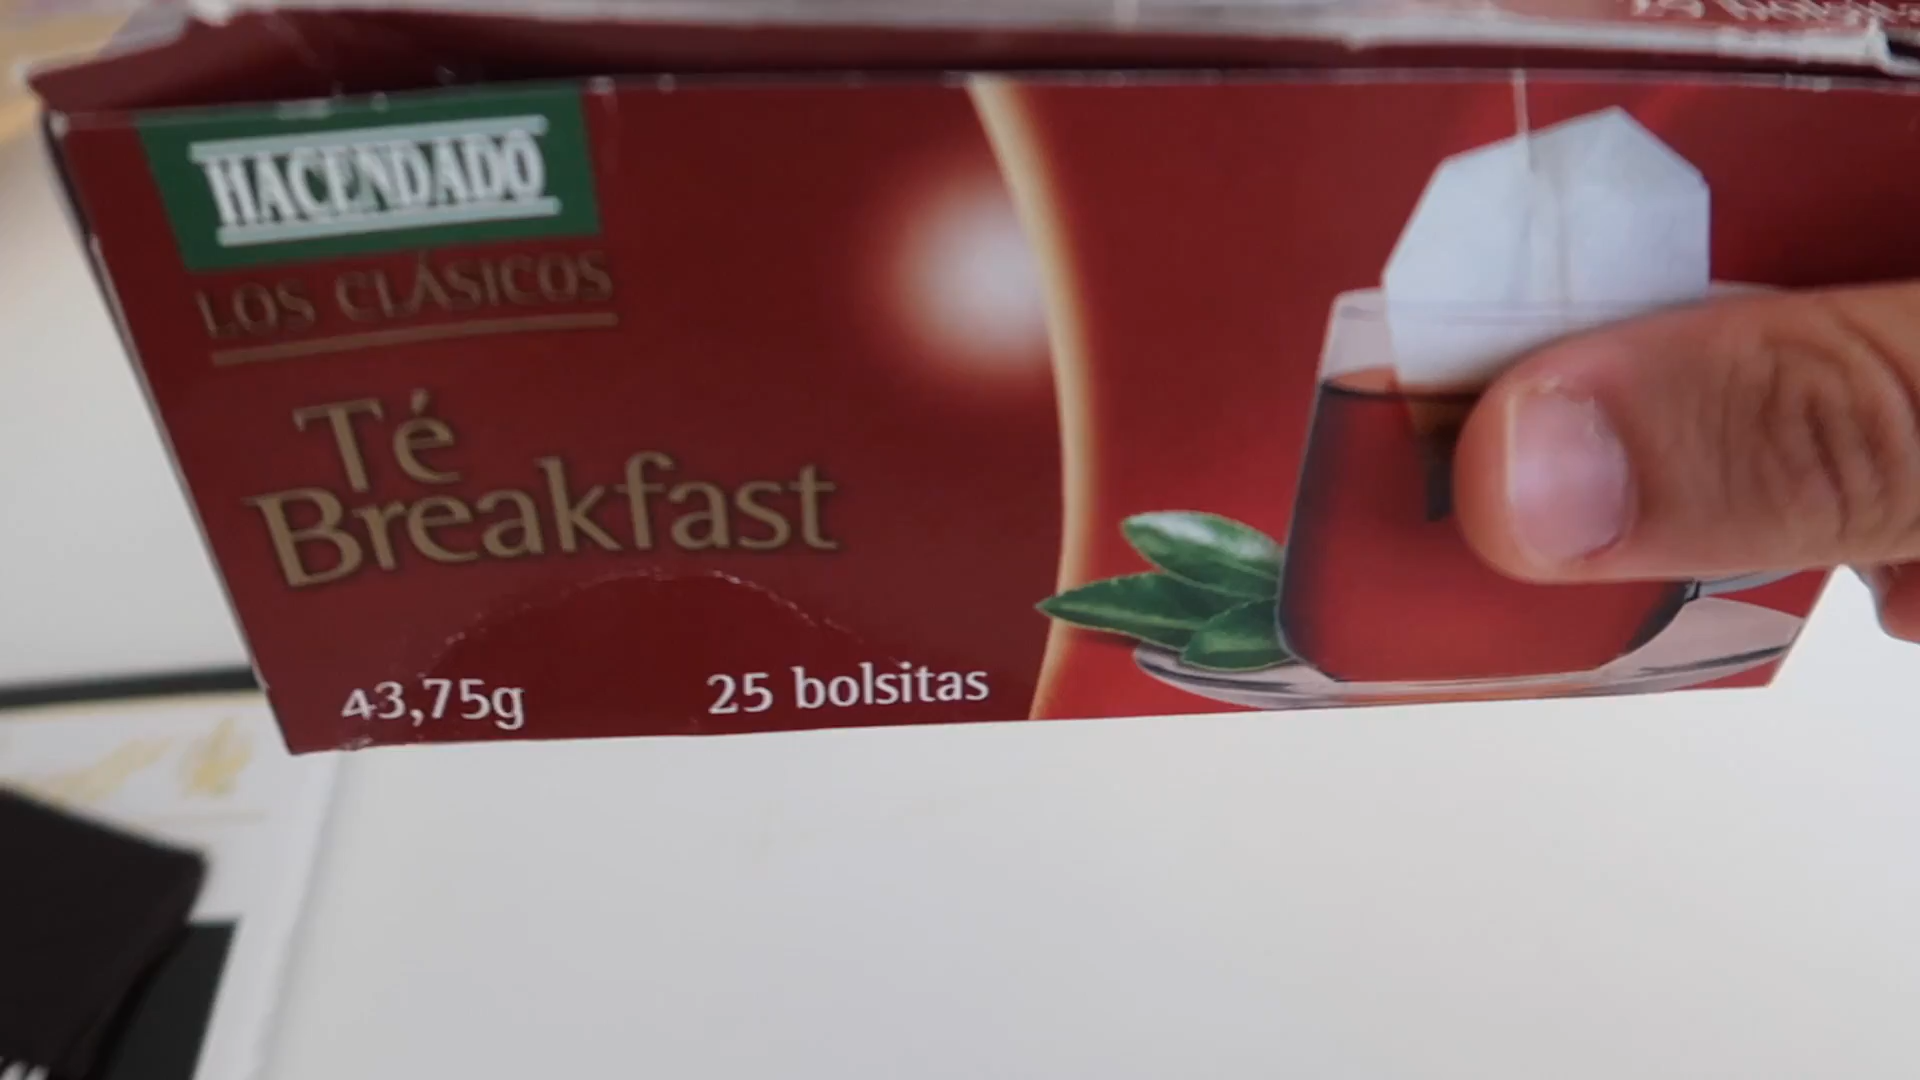 HACENDADO
LOS CLÁSICOS
Té
Breakfast
43,75g
25 bolsitas